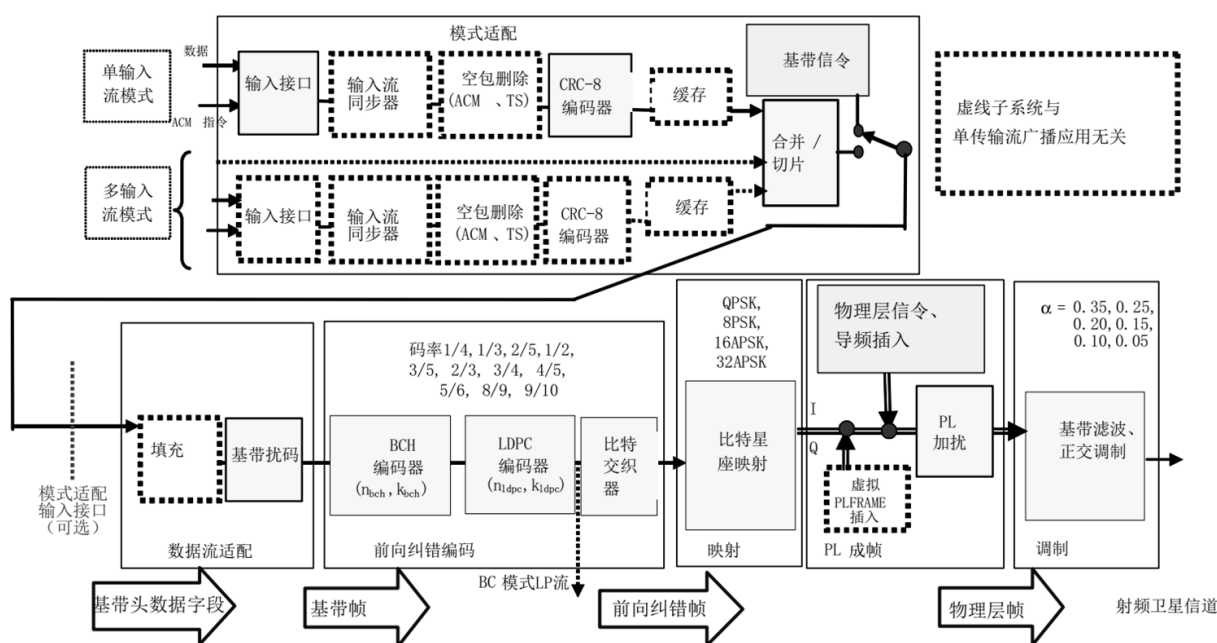 模式适配
单输入
流模式
数据
ACM 指令
输入接口
输入流
同步器
空包删除
(ACM 、TS)
CRC-8
编码器
缓存
基带信令
合并 /
切片
虚线子系统与
单传输流广播应用无关
多输入
流模式
输入接口
输入流
同步器
空包删除
(ACM 、TS)
CRC-8
编码器
缓存
模式适配
输入接口
(可选)
填充
基带扰码
数据流适配
码率1/4, 1/3, 2/5, 1/2,
3/5, 2/3, 3/4, 4/5,
5/6, 8/9, 9/10
BCH
编码器
(n_bch, k_bch)
LDPC
编码器
(n_ldpc, k_ldpc)
比特
交织
器
前向纠错编码
BC 模式LP流
QPSK,
8PSK,
16APSK,
32APSK
比特星
座映射
映射
物理层信令、
导频插入
I
Q
虚拟
PLFRAME
插入
PL
加扰
PL 成帧
α = 0.35, 0.25,
0.20, 0.15,
0.10, 0.05
基带滤波、
正交调制
调制
基带头数据字段
基带帧
前向纠错帧
物理层帧
射频卫星信道